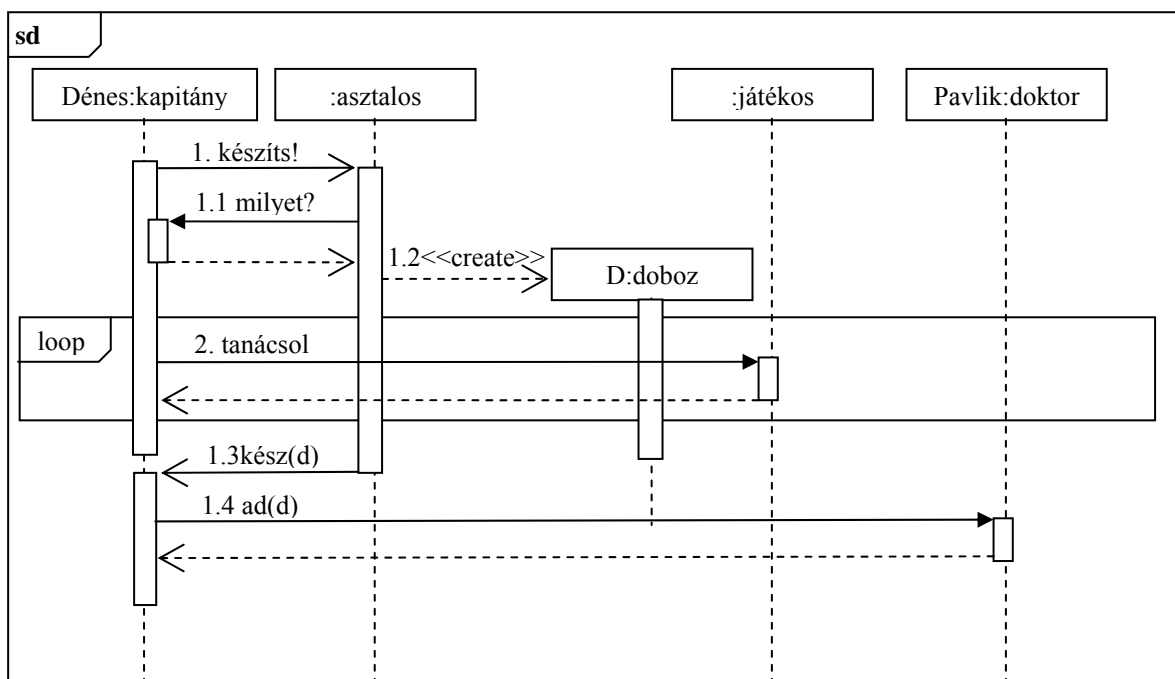 sd
Dénes:kapitány
:asztalos
:játékos
Pavlik:doktor
1. készíts!
1.1 milyet?
1.2<<create>>
D:doboz
loop
2. tanácsol
1.3kész(d)
1.4 ad(d)